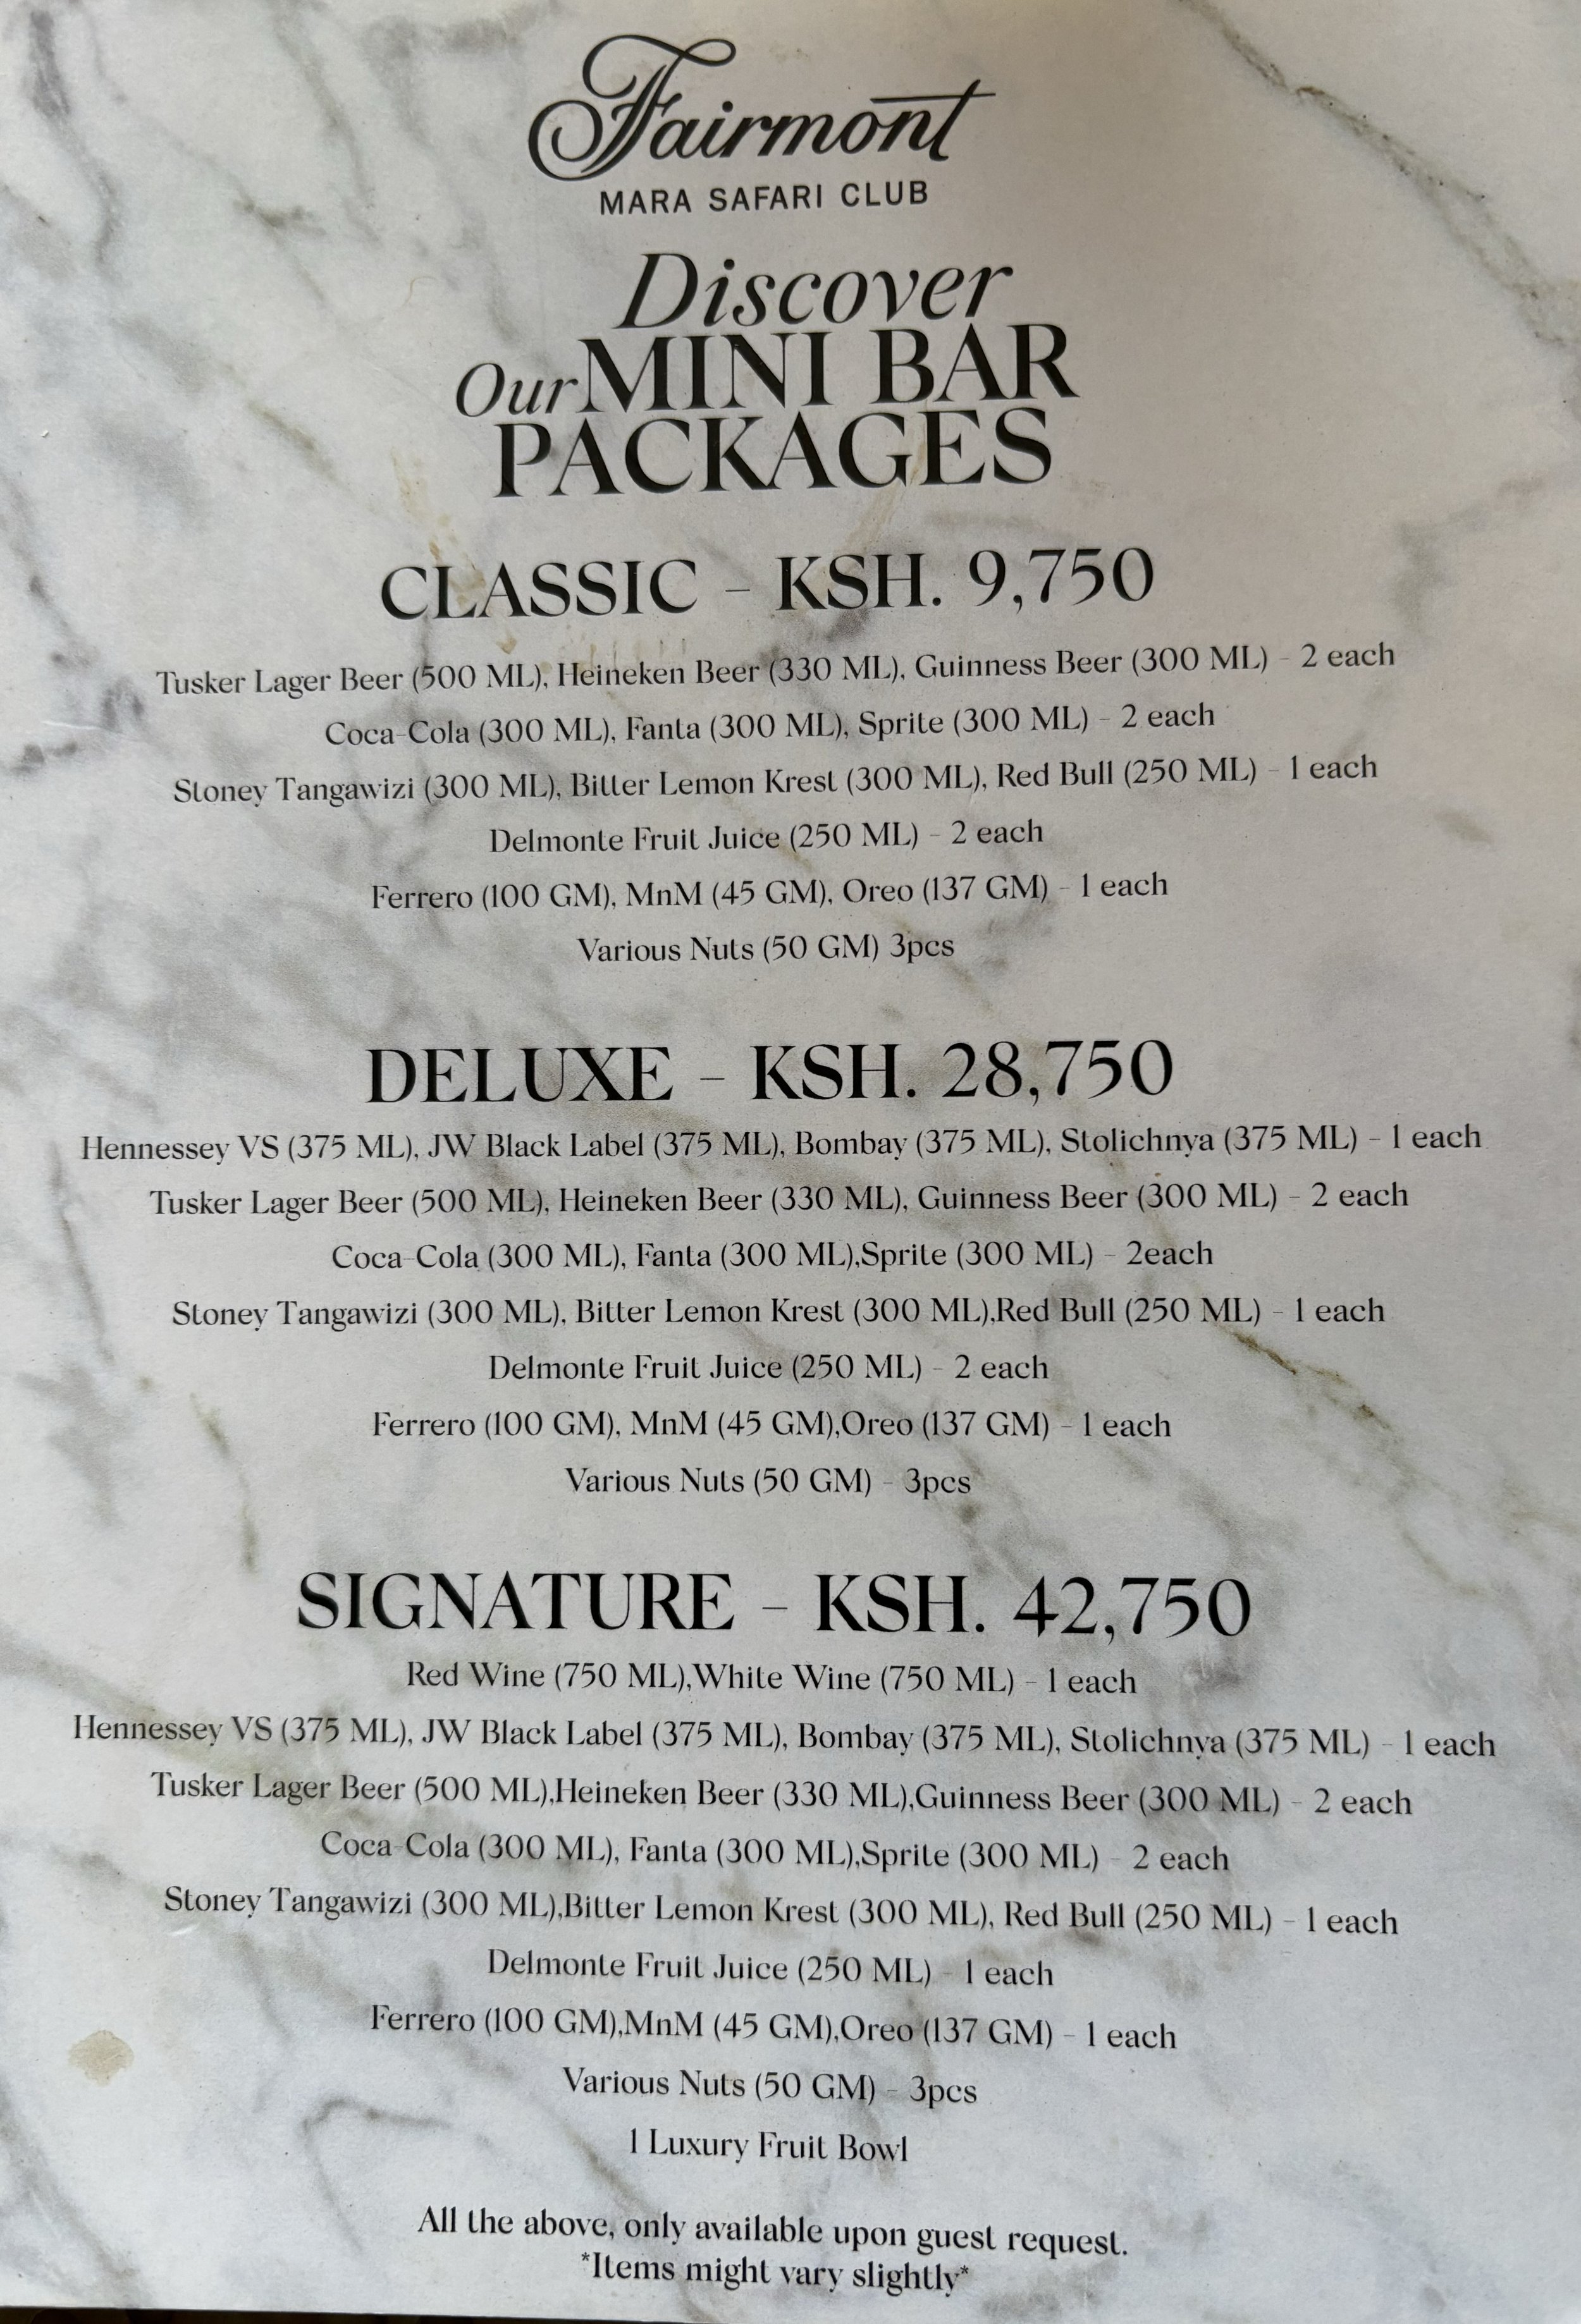 Fairmont
MARA SAFARI CLUB
Discover
Our MINI BAR
PACKAGES
CLASSIC - KSH. 9,750
Tusker Lager Beer (500 ML), Heineken Beer (330 ML), Guinness Beer (300 ML) - 2 each
Coca-Cola (300 ML), Fanta (300 ML), Sprite (300 ML) - 2 each
Stoney Tangawizi (300 ML), Bitter Lemon Krest (300 ML), Red Bull (250 ML) - 1 each
Delmonte Fruit Juice (250 ML) - 2 each
Ferrero (100 GM), MnM (45 GM), Oreo (137 GM) - 1 each
Various Nuts (50 GM) 3pcs
DELUXE - KSH. 28,750
Hennessey VS (375 ML), JW Black Label (375 ML), Bombay (375 ML), Stolichnya (375 ML) - 1 each
Tusker Lager Beer (500 ML), Heineken Beer (330 ML), Guinness Beer (300 ML) - 2 each
Coca-Cola (300 ML), Fanta (300 ML),Sprite (300 ML) - 2each
Stoney Tangawizi (300 ML), Bitter Lemon Krest (300 ML),Red Bull (250 ML) - 1 each
Delmonte Fruit Juice (250 ML) - 2 each
Ferrero (100 GM), MnM (45 GM),Oreo (137 GM) - 1 each
Various Nuts (50 GM) - 3pcs
SIGNATURE - KSH. 42,750
Red Wine (750 ML),White Wine (750 ML) - 1 each
Hennessey VS (375 ML), JW Black Label (375 ML), Bombay (375 ML), Stolichnya (375 ML) - 1 each
Tusker Lager Beer (500 ML),Heineken Beer (330 ML),Guinness Beer (300 ML) - 2 each
Coca-Cola (300 ML), Fanta (300 ML),Sprite (300 ML) - 2 each
Stoney Tangawizi (300 ML),Bitter Lemon Krest (300 ML), Red Bull (250 ML) - 1 each
Delmonte Fruit Juice (250 ML) - 1 each
Ferrero (100 GM),MnM (45 GM),Oreo (137 GM) - 1 each
Various Nuts (50 GM) - 3pcs
1 Luxury Fruit Bowl
All the above, only available upon guest request.
*Items might vary slightly*